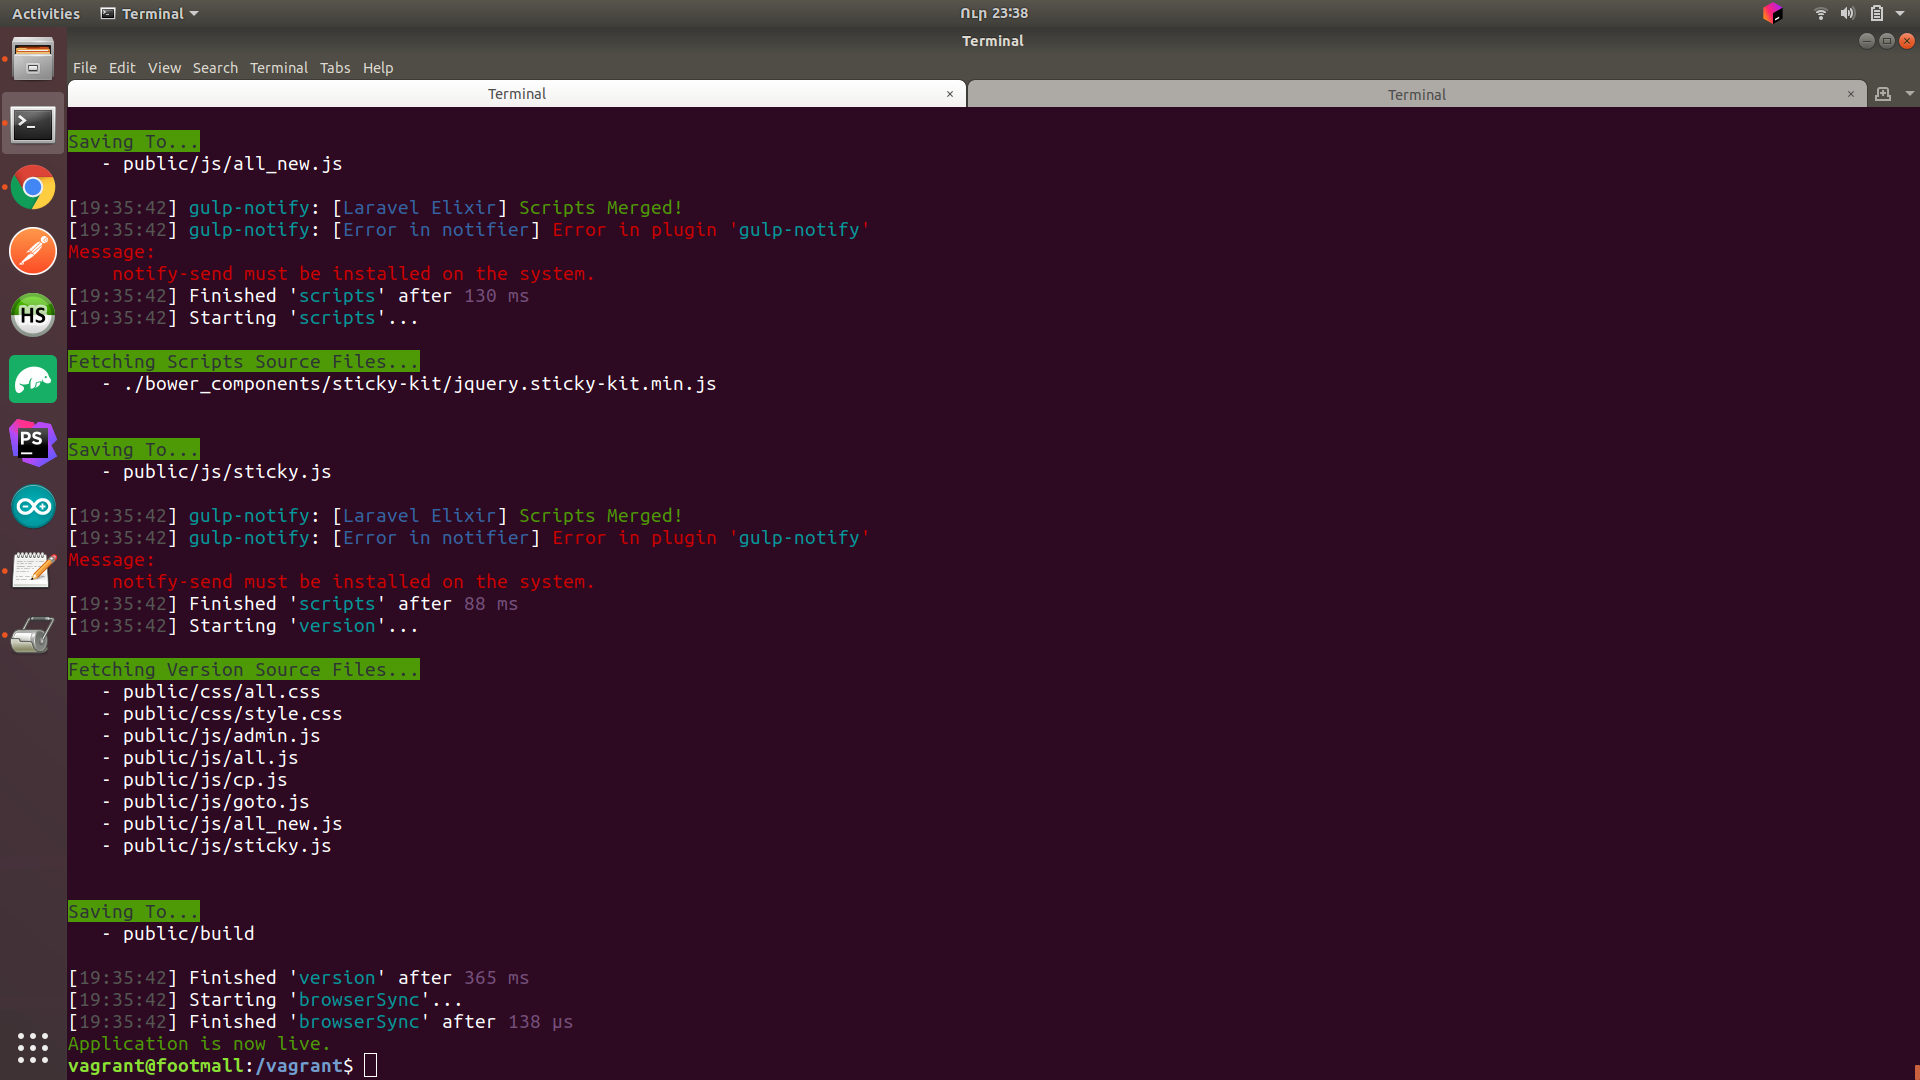 Activities Terminal Ուր 23:38
Terminal
File Edit View Search Terminal Tabs Help
Terminal × Terminal ×
Saving To...
- public/js/all_new.js
[19:35:42] gulp-notify: [Laravel Elixir] Scripts Merged!
[19:35:42] gulp-notify: [Error in notifier] Error in plugin 'gulp-notify'
Message:
notify-send must be installed on the system.
[19:35:42] Finished 'scripts' after 130 ms
[19:35:42] Starting 'scripts'...
Fetching Scripts Source Files...
- ./bower_components/sticky-kit/jquery.sticky-kit.min.js
Saving To...
- public/js/sticky.js
[19:35:42] gulp-notify: [Laravel Elixir] Scripts Merged!
[19:35:42] gulp-notify: [Error in notifier] Error in plugin 'gulp-notify'
Message:
notify-send must be installed on the system.
[19:35:42] Finished 'scripts' after 88 ms
[19:35:42] Starting 'version'...
Fetching Version Source Files...
- public/css/all.css
- public/css/style.css
- public/js/admin.js
- public/js/all.js
- public/js/cp.js
- public/js/goto.js
- public/js/all_new.js
- public/js/sticky.js
Saving To...
- public/build
[19:35:42] Finished 'version' after 365 ms
[19:35:42] Starting 'browserSync'...
[19:35:42] Finished 'browserSync' after 138 μs
Application is now live.
vagrant@footmall:/vagrant$
>_
HS
PS